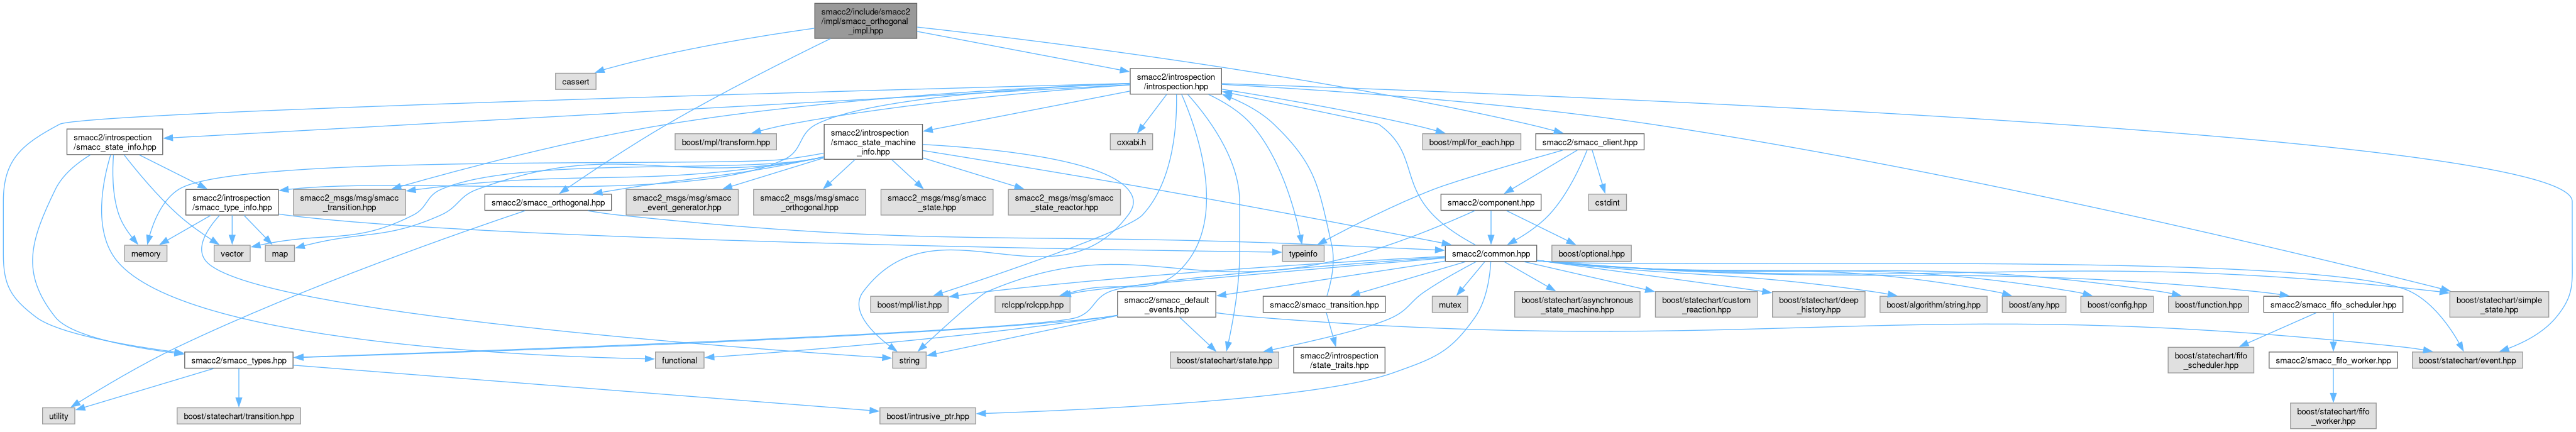 smacc2/include/smacc2
/impl/smacc_orthogonal
_impl.hpp
cassert
smacc2/introspection
/introspection.hpp
smacc2/introspection
/smacc_state_info.hpp
boost/mpl/transform.hpp
smacc2/introspection
/smacc_state_machine
_info.hpp
cxxabi.h
boost/mpl/for_each.hpp
smacc2/smacc_client.hpp
smacc2/introspection
/smacc_type_info.hpp
smacc2_msgs/msg/smacc
_transition.hpp
smacc2/smacc_orthogonal.hpp
smacc2_msgs/msg/smacc
_event_generator.hpp
smacc2_msgs/msg/smacc
_orthogonal.hpp
smacc2_msgs/msg/smacc
_state.hpp
smacc2_msgs/msg/smacc
_state_reactor.hpp
smacc2/component.hpp
cstdint
memory
vector
map
typeinfo
smacc2/common.hpp
boost/optional.hpp
boost/mpl/list.hpp
rclcpp/rclcpp.hpp
smacc2/smacc_default
_events.hpp
smacc2/smacc_transition.hpp
mutex
boost/statechart/asynchronous
_state_machine.hpp
boost/statechart/custom
_reaction.hpp
boost/statechart/deep
_history.hpp
boost/algorithm/string.hpp
boost/any.hpp
boost/config.hpp
boost/function.hpp
smacc2/smacc_fifo_scheduler.hpp
boost/statechart/simple
_state.hpp
smacc2/smacc_types.hpp
functional
string
boost/statechart/state.hpp
smacc2/introspection
/state_traits.hpp
boost/statechart/fifo
_scheduler.hpp
smacc2/smacc_fifo_worker.hpp
boost/statechart/event.hpp
utility
boost/statechart/transition.hpp
boost/intrusive_ptr.hpp
boost/statechart/fifo
_worker.hpp